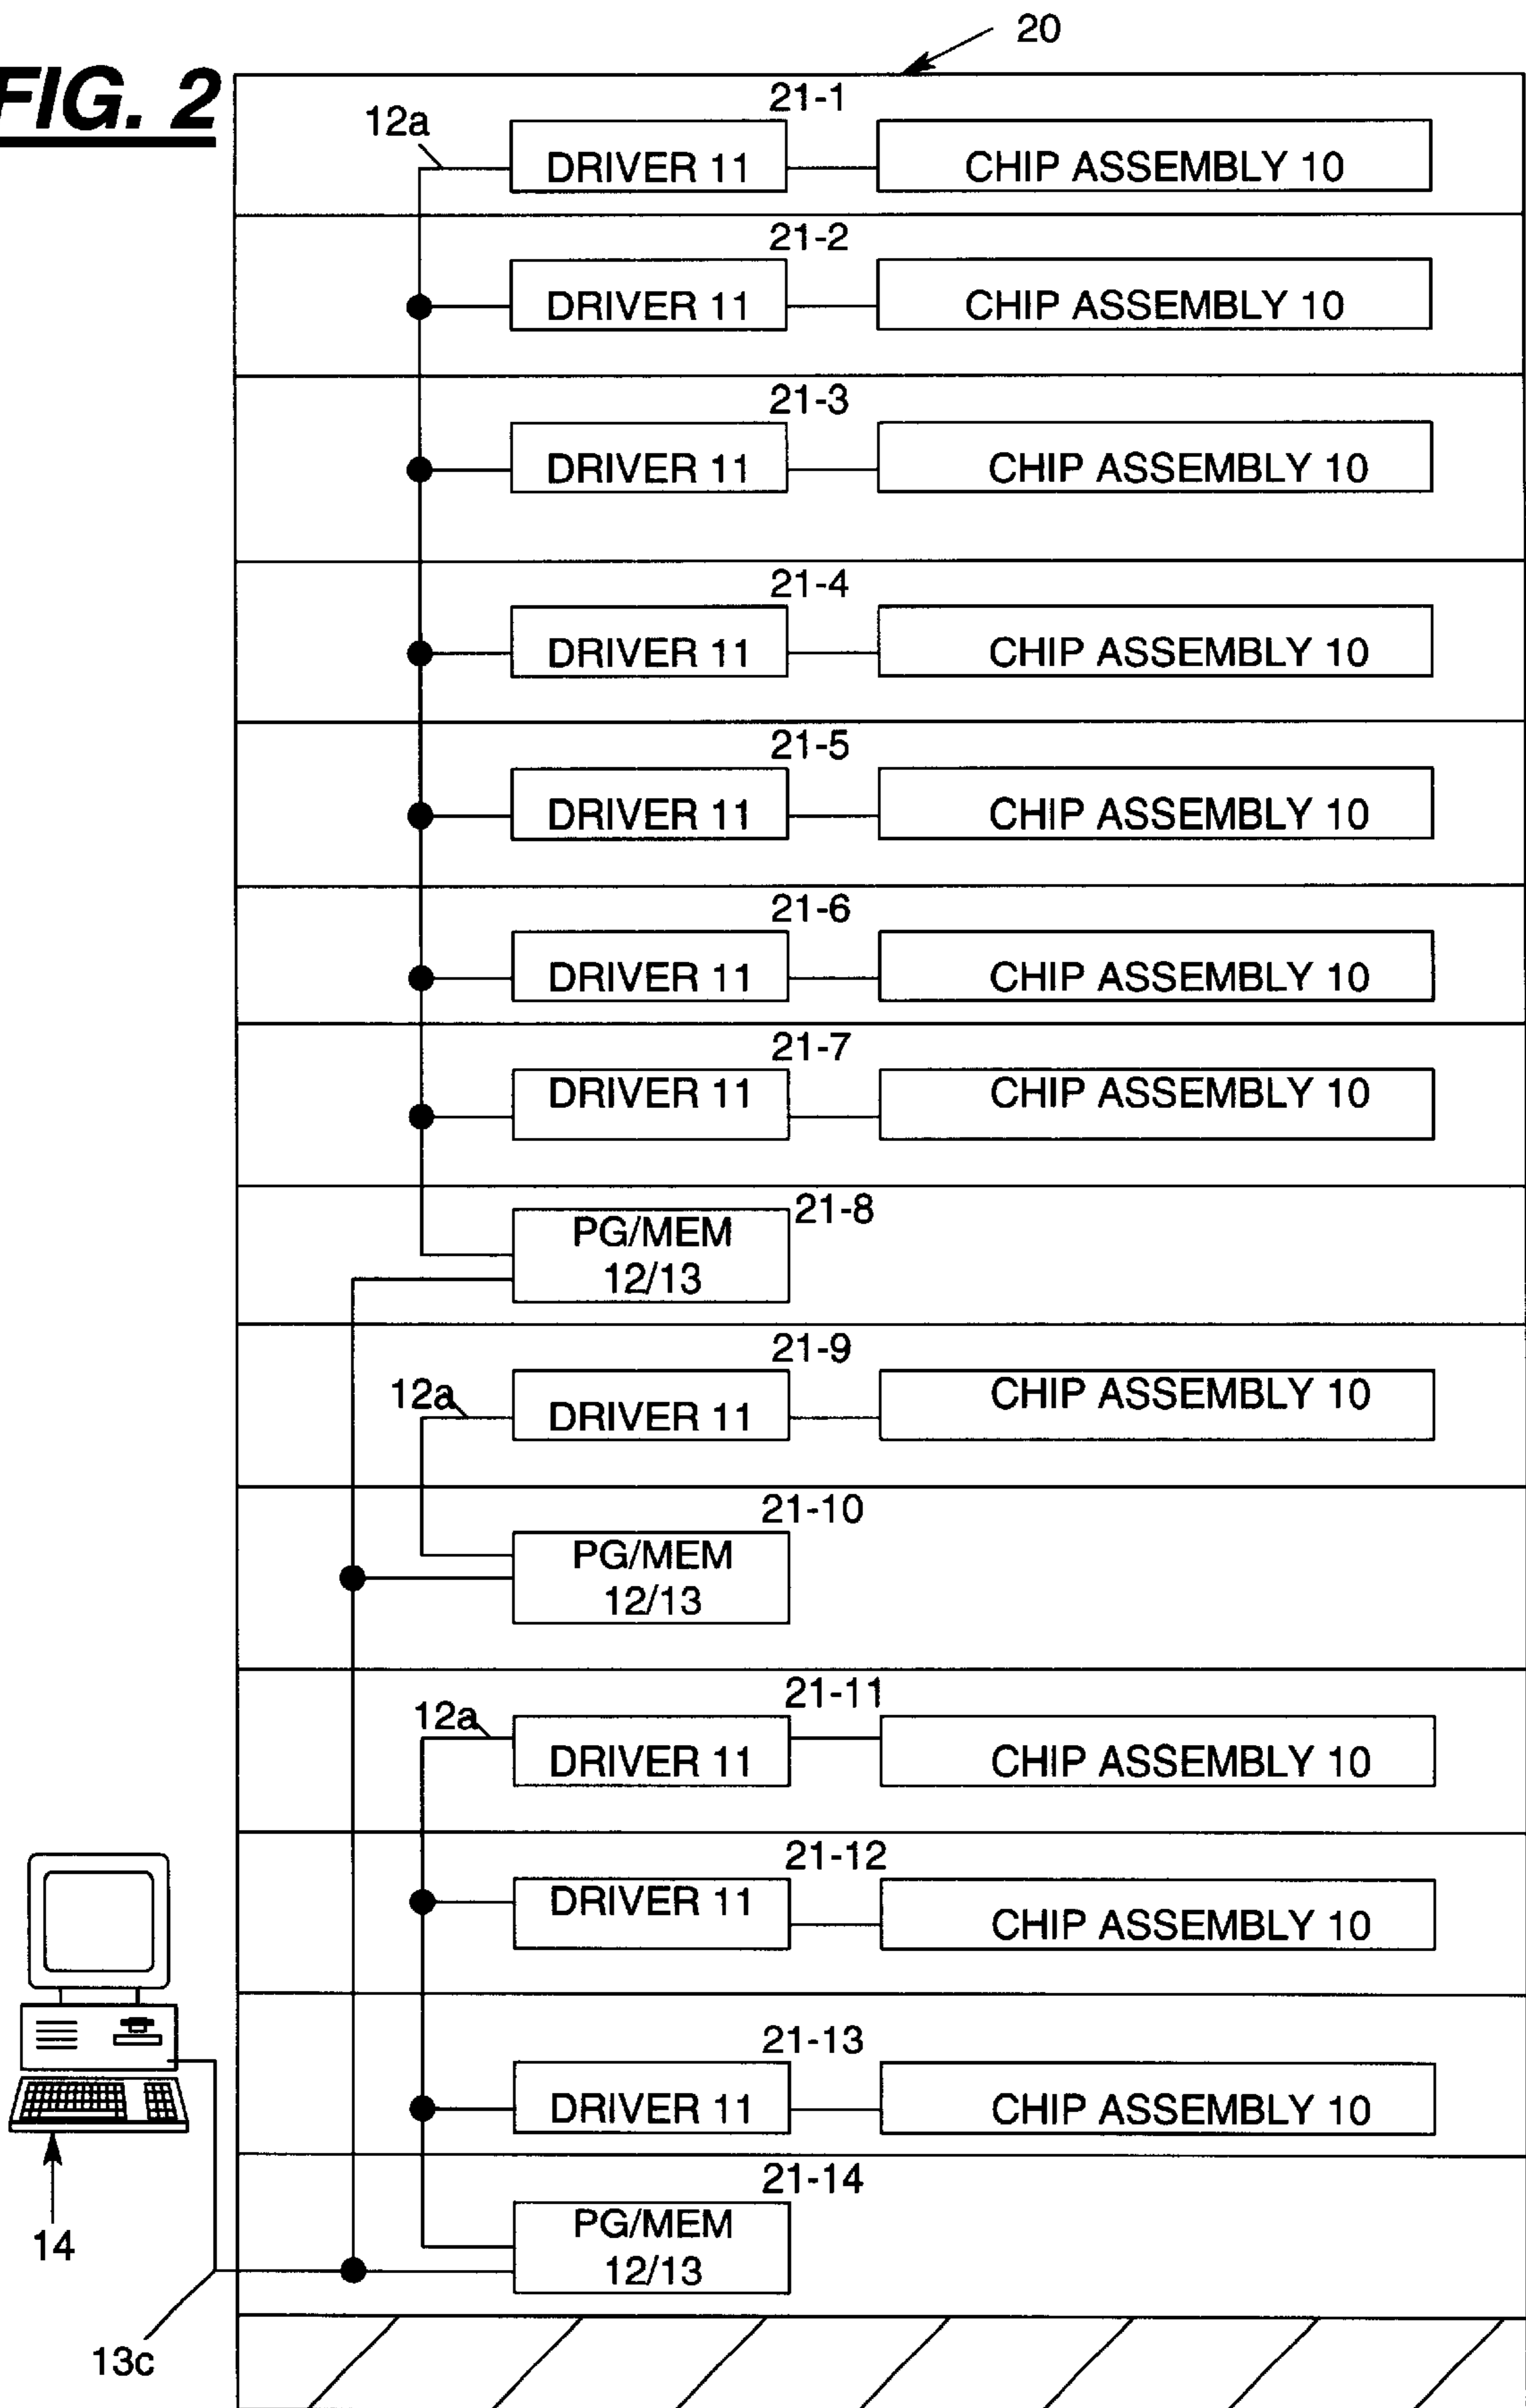 20
FIG. 2
21-1
12a
DRIVER 11
CHIP ASSEMBLY 10
21-2
DRIVER 11
CHIP ASSEMBLY 10
21-3
DRIVER 11
CHIP ASSEMBLY 10
21-4
DRIVER 11
CHIP ASSEMBLY 10
21-5
DRIVER 11
CHIP ASSEMBLY 10
21-6
DRIVER 11
CHIP ASSEMBLY 10
21-7
DRIVER 11
CHIP ASSEMBLY 10
21-8
PG/MEM
12/13
21-9
12a
DRIVER 11
CHIP ASSEMBLY 10
21-10
PG/MEM
12/13
21-11
12a
DRIVER 11
CHIP ASSEMBLY 10
21-12
DRIVER 11
CHIP ASSEMBLY 10
21-13
DRIVER 11
CHIP ASSEMBLY 10
21-14
PG/MEM
12/13
14
13c